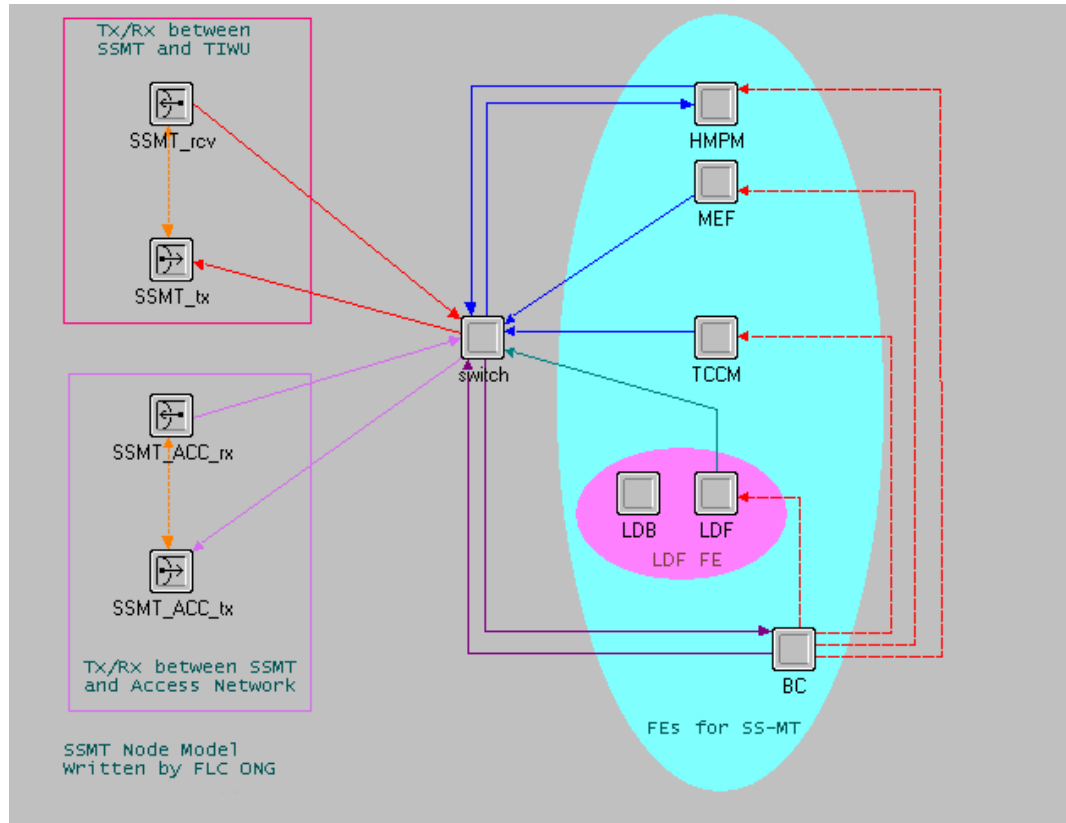 Tx/Rx between
SSMT and TIWU
SSMT_rcv
SSMT_tx
HMPM
MEF
switch
TCCM
SSMT_ACC_rx
LDB
LDF
LDF FE
SSMT_ACC_tx
Tx/Rx between SSMT
and Access Network
BC
FEs for SS-MT
SSMT Node Model
Written by FLC ONG